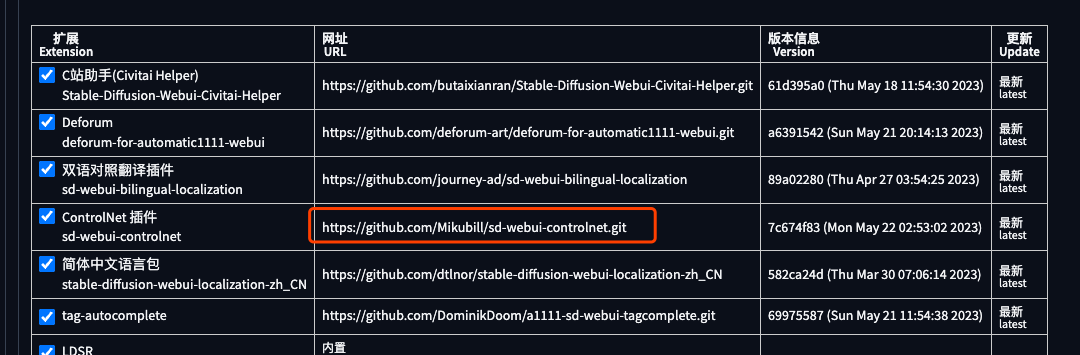 扩展 网址 版本信息 更新
Extension URL Version Update
C站助手(Civitai Helper)
Stable-Diffusion-Webui-Civitai-Helper
https://github.com/butaixianran/Stable-Diffusion-Webui-Civitai-Helper.git
61d395a0 (Thu May 18 11:54:30 2023)
最新
latest
Deforum
deforum-for-automatic1111-webui
https://github.com/deforum-art/deforum-for-automatic1111-webui.git
a6391542 (Sun May 21 20:14:13 2023)
最新
latest
双语对照翻译插件
sd-webui-bilingual-localization
https://github.com/journey-ad/sd-webui-bilingual-localization
89a02280 (Thu Apr 27 03:54:25 2023)
最新
latest
ControlNet 插件
sd-webui-controlnet
https://github.com/Mikubill/sd-webui-controlnet.git
7c674f83 (Mon May 22 02:53:02 2023)
最新
latest
简体中文语言包
stable-diffusion-webui-localization-zh_CN
https://github.com/dtlnor/stable-diffusion-webui-localization-zh_CN
582ca24d (Thu Mar 30 07:06:14 2023)
最新
latest
tag-autocomplete
https://github.com/DominikDoom/a1111-sd-webui-tagcomplete.git
69975587 (Sun May 21 11:54:38 2023)
最新
latest
LDSR
内置